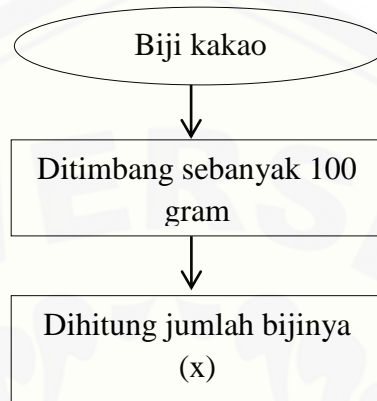 Biji kakao
Ditimbang sebanyak 100
gram
Dihitung jumlah bijinya
(x)